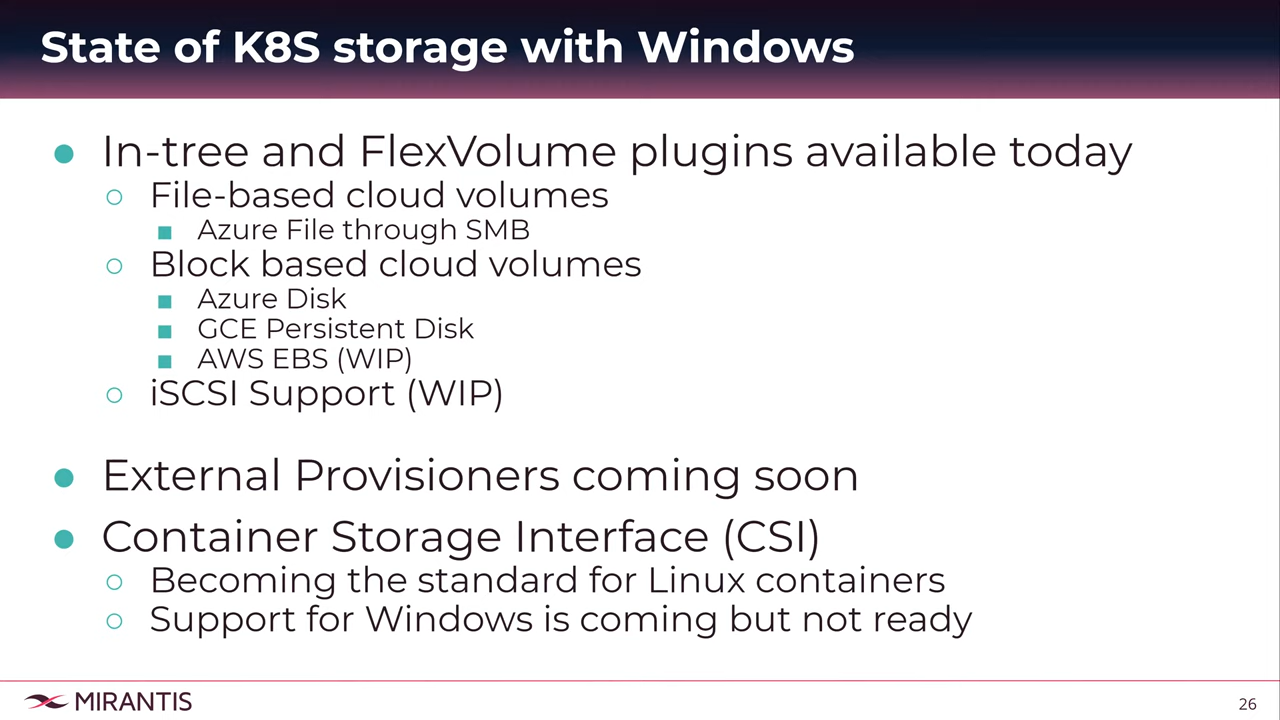 State of K8S storage with Windows
● In-tree and FlexVolume plugins available today
○ File-based cloud volumes
■ Azure File through SMB
○ Block based cloud volumes
■ Azure Disk
■ GCE Persistent Disk
■ AWS EBS (WIP)
○ iSCSI Support (WIP)
● External Provisioners coming soon
● Container Storage Interface (CSI)
○ Becoming the standard for Linux containers
○ Support for Windows is coming but not ready
MIRANTIS
26